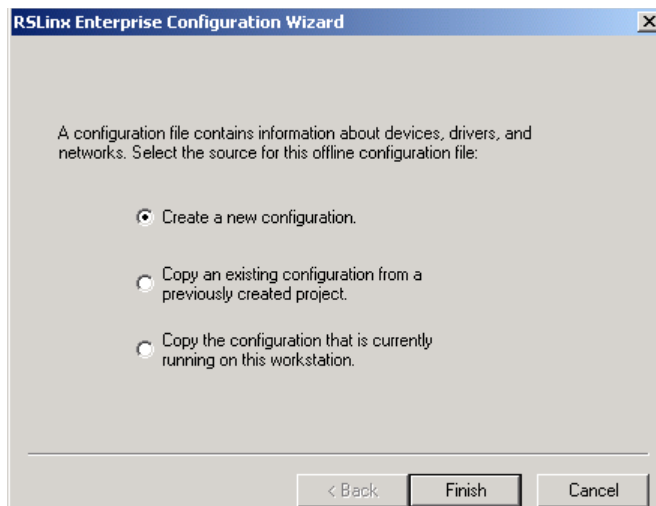 RSLinx Enterprise Configuration Wizard
A configuration file contains information about devices, drivers, and
networks. Select the source for this offline configuration file:
Create a new configuration.
Copy an existing configuration from a
previously created project.
Copy the configuration that is currently
running on this workstation.
< Back Finish Cancel